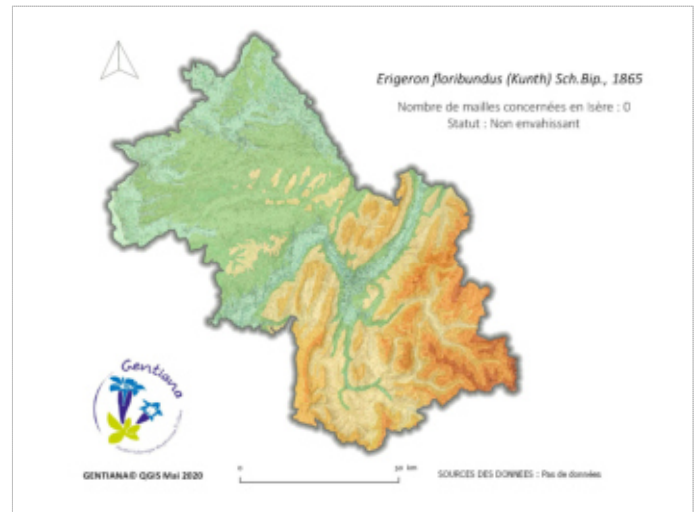 Erigeron floribundus (Kunth) Sch.Bip., 1865
Nombre de mailles concernées en Isère : 0
Statut : Non envahissant
Gentiana
GENTIANA© QGIS Mai 2020
0
km
SOURCES DES DONNEES : Pas de données